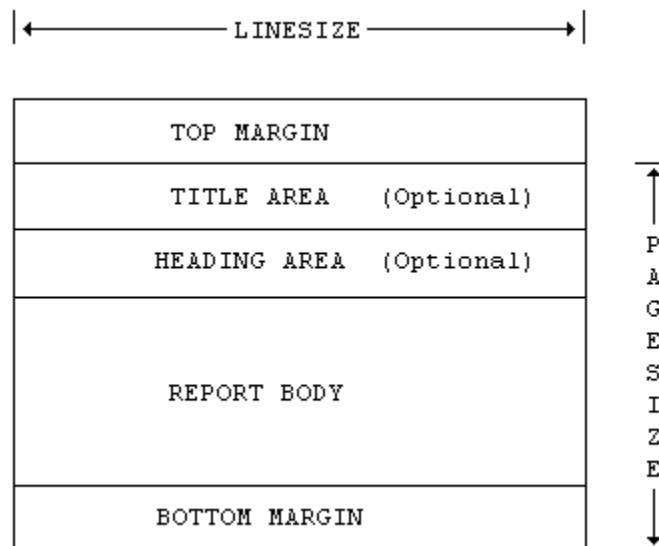 LINESIZE
TOP MARGIN
TITLE AREA (Optional)
HEADING AREA (Optional)
REPORT BODY
BOTTOM MARGIN
P
A
G
E
S
I
Z
E